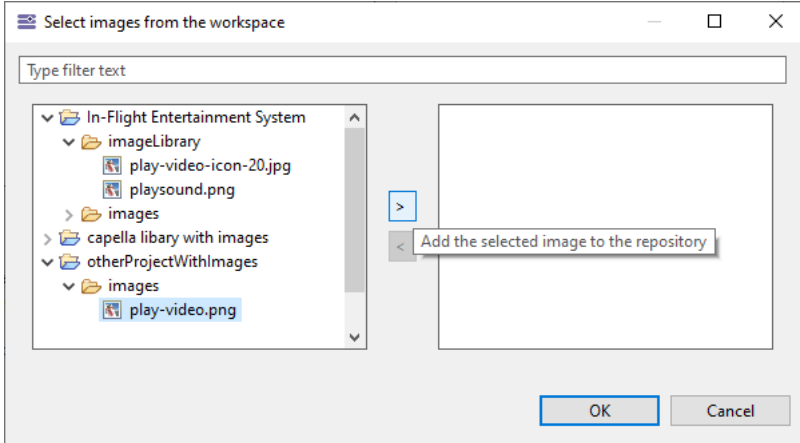 Select images from the workspace
Type filter text
In-Flight Entertainment System
imageLibrary
play-video-icon-20.jpg
playsound.png
images
capella libary with images
otherProjectWithImages
images
play-video.png
>
<
Add the selected image to the repository
OK
Cancel